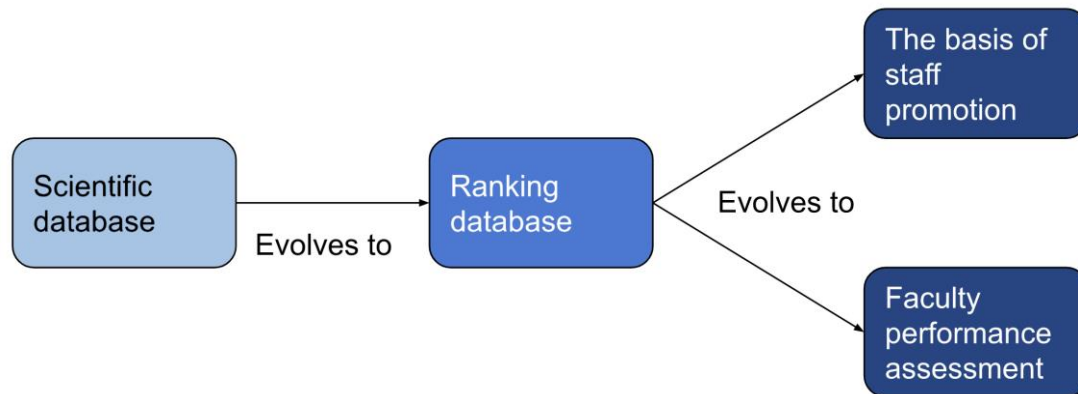 Scientific
database
Evolves to
Ranking
database
Evolves to
The basis of
staff
promotion
Faculty
performance
assessment